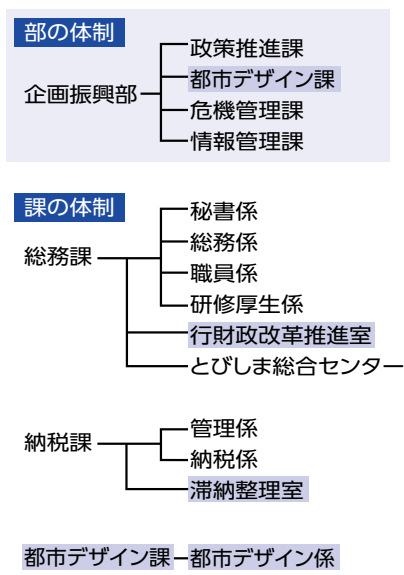 部の体制
企画振興部
政策推進課
都市デザイン課
危機管理課
情報管理課
課の体制
総務課
秘書係
総務係
職員係
研修厚生係
行財政改革推進室
とびしま総合センター
納税課
管理係
納税係
滞納整理室
都市デザイン課 都市デザイン係